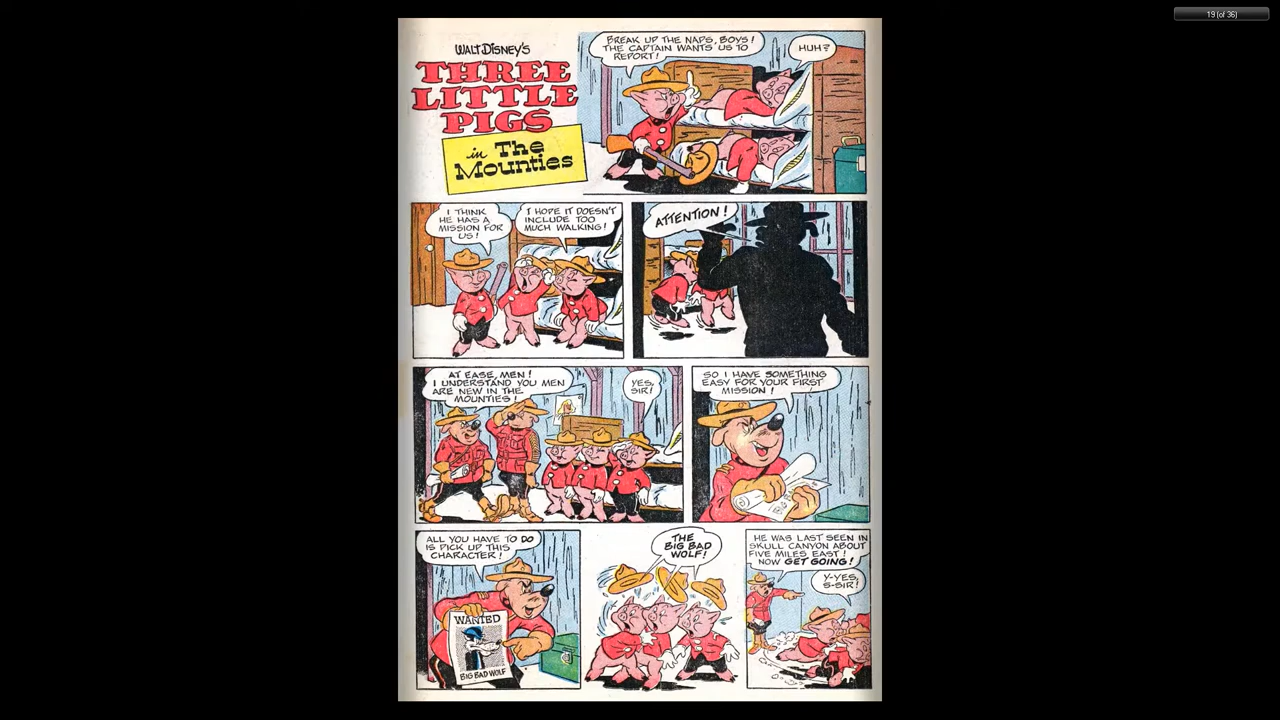 19 (of 36)
WALT DISNEY'S
THREE
LITTLE
PIGS
in The
Mounties
BREAK UP THE NAPS, BOYS!
THE CAPTAIN WANTS US TO
REPORT!
HUH?
I THINK
HE HAS A
MISSION FOR
US!
I HOPE IT DOESN'T
INCLUDE TOO
MUCH WALKING!
ATTENTION!
AT EASE, MEN!
I UNDERSTAND YOU MEN
ARE NEW IN THE
MOUNTIES!
YES,
SIR!
SO I HAVE SOMETHING
EASY FOR YOUR FIRST
MISSION!
ALL YOU HAVE TO DO
IS PICK UP THIS
CHARACTER!
WANTED
BIG BAD WOLF
THE
BIG BAD
WOLF!
HE WAS LAST SEEN IN
SKULL CANYON ABOUT
FIVE MILES EAST!
NOW GET GOING!
Y-YES,
S-SIR!